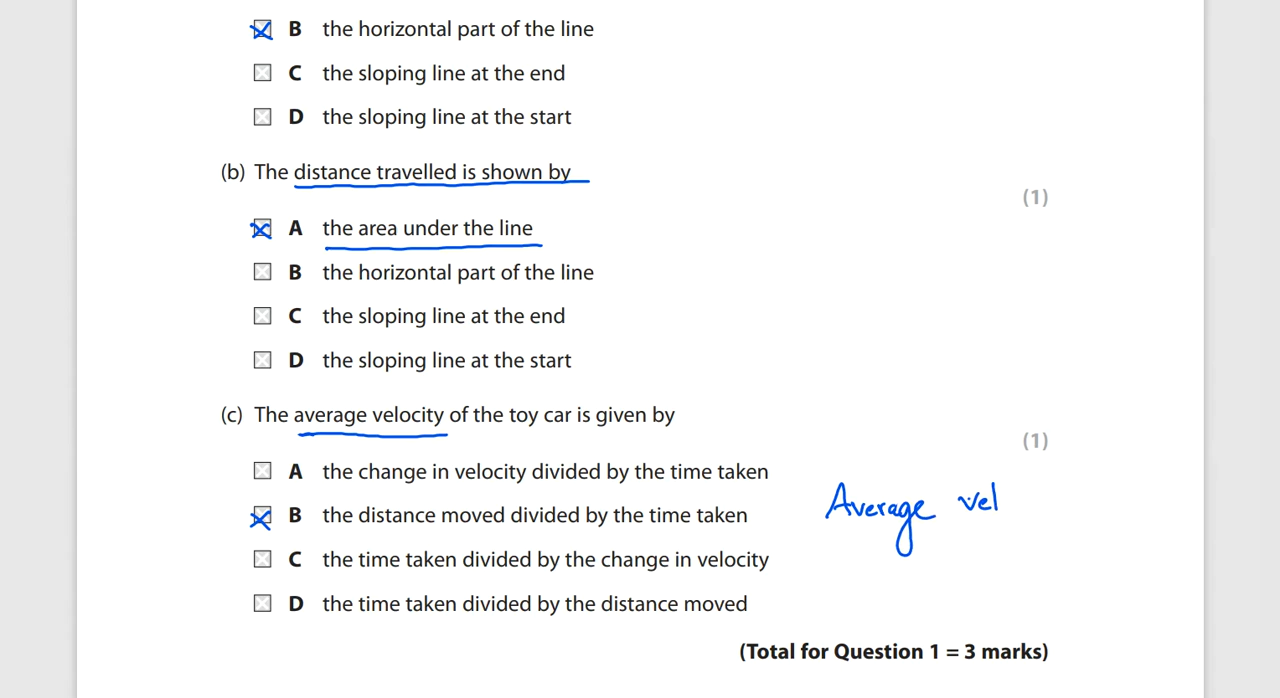 B the horizontal part of the line
C the sloping line at the end
D the sloping line at the start
(b) The distance travelled is shown by
(1)
A the area under the line
B the horizontal part of the line
C the sloping line at the end
D the sloping line at the start
(c) The average velocity of the toy car is given by
(1)
A the change in velocity divided by the time taken
B the distance moved divided by the time taken
Average vel
C the time taken divided by the change in velocity
D the time taken divided by the distance moved
(Total for Question 1 = 3 marks)